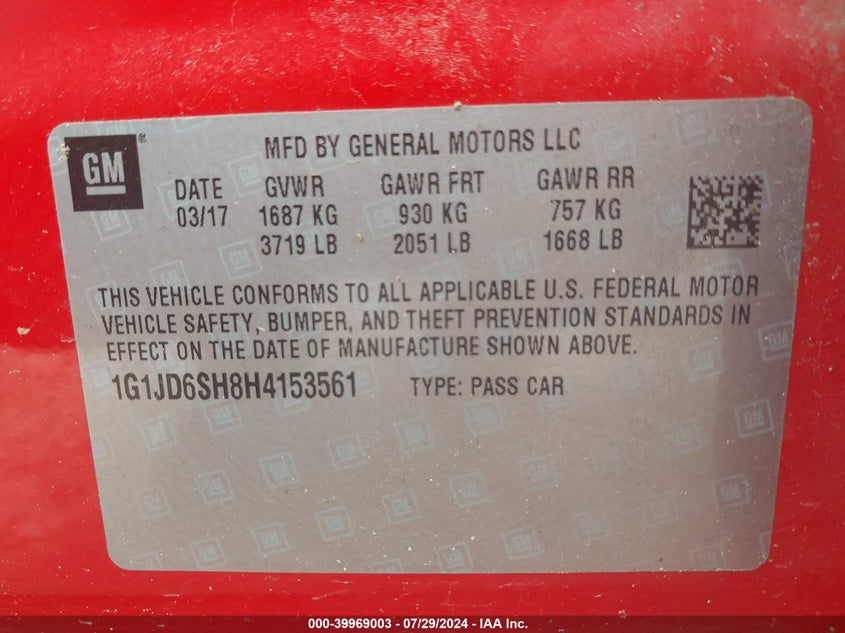 GM ®
MFD BY GENERAL MOTORS LLC
DATE GVWR GAWR FRT GAWR RR
03/17 1687 KG 930 KG 757 KG
3719 LB 2051 LB 1668 LB
THIS VEHICLE CONFORMS TO ALL APPLICABLE U.S. FEDERAL MOTOR
VEHICLE SAFETY, BUMPER, AND THEFT PREVENTION STANDARDS IN
EFFECT ON THE DATE OF MANUFACTURE SHOWN ABOVE.
1G1JD6SH8H4153561 TYPE: PASS CAR
000-39969003 - 07/29/2024 - IAA Inc.